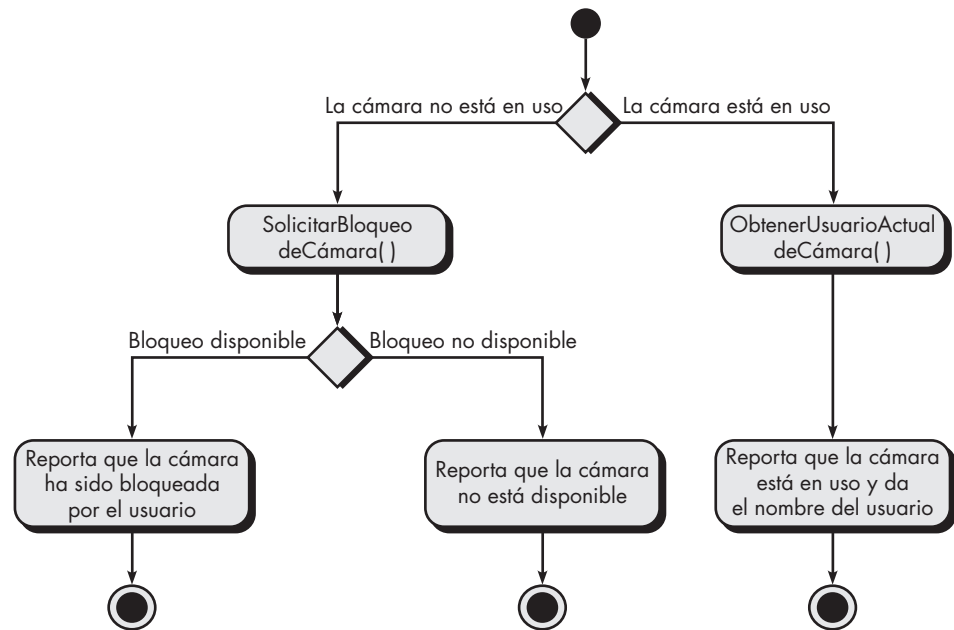 La cámara no está en uso
La cámara está en uso
SolicitarBloqueo
deCámara( )
ObtenerUsuarioActual
deCámara( )
Bloqueo disponible
Bloqueo no disponible
Reporta que la cámara
ha sido bloqueada
por el usuario
Reporta que la cámara
no está disponible
Reporta que la cámara
está en uso y da
el nombre del usuario